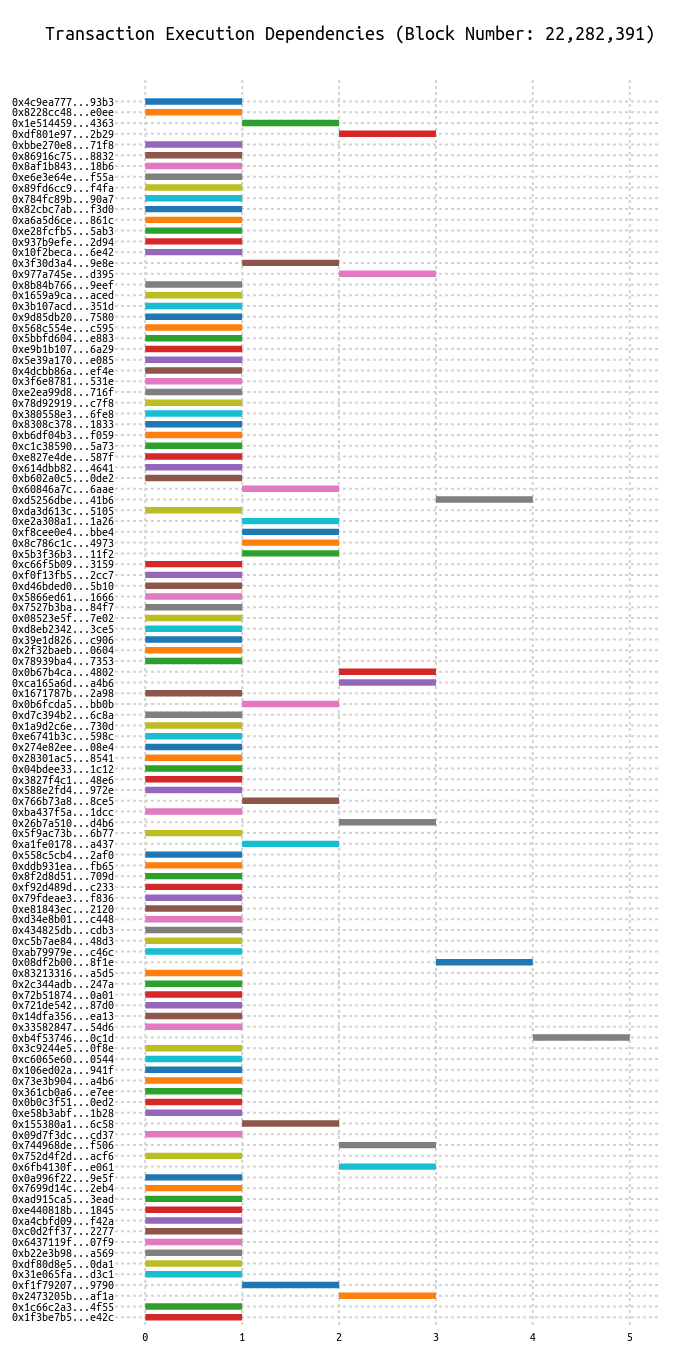 Transaction Execution Dependencies (Block Number: 22,282,391)
0x4c9ea777...93b3
0x8228cc48...e0ee
0x1e514459...4363
0xdf801e97...2b29
0xbbe270e8...71f8
0x86916c75...8832
0x8af1b843...18b6
0xe6e3e64e...f55a
0x89fd6cc9...f4fa
0x784fc89b...90a7
0x82cbc7ab...f3d0
0xa6a5d6ce...861c
0xe28fcfb5...5ab3
0x937b9efe...2d94
0x10f2beca...6e42
0x3f30d3a4...9e8e
0x977a745e...d395
0x8b84b766...9eef
0x1659a9ca...aced
0x3b107acd...351d
0x9d85db20...7580
0x568c554e...c595
0x5bbfd604...e883
0xe9b1b107...6a29
0x5e39a170...e085
0x4dcbb86a...ef4e
0x3f6e8781...531e
0xe2ea99d8...716f
0x78d92919...c7f8
0x380558e3...6fe8
0x8308c378...1833
0xb6df04b3...f059
0xc1c38590...5a73
0xe827e4de...587f
0x614dbb82...4641
0xb602a0c5...0de2
0x60846a7c...6aae
0xd5256dbe...41b6
0xda3d613c...5105
0xe2a308a1...1a26
0xf8cee0e4...bbe4
0x8c786c1c...4973
0x5b3f36b3...11f2
0xc66f5b09...3159
0xf0f13fb5...2cc7
0xd46bded0...5b10
0x5866ed61...1666
0x7527b3ba...84f7
0x08523e5f...7e02
0xd8eb2342...3ce5
0x39e1d826...c906
0x2f32baeb...0604
0x78939ba4...7353
0x0b67b4ca...4802
0xca165a6d...a4b6
0x1671787b...2a98
0x0b6fcda5...bb0b
0xd7c394b2...6c8a
0x1a9d2c6e...730d
0xe6741b3c...598c
0x274e82ee...08e4
0x28301ac5...8541
0x04bdee33...1c12
0x3827f4c1...48e6
0x588e2fd4...972e
0x766b73a8...8ce5
0xba437f5a...1dcc
0x26b7a510...d4b6
0x5f9ac73b...6b77
0xa1fe0178...a437
0x558c5cb4...2af0
0xddb931ea...fb65
0x8f2d8d51...709d
0xf92d489d...c233
0x79fdeae3...f836
0xe81843ec...2120
0xd34e8b01...c448
0x434825db...cdb3
0xc5b7ae84...48d3
0xab79979e...c46c
0x08df2b00...8f1e
0x83213316...a5d5
0x2c344adb...247a
0x72b51874...0a01
0x721de542...87d0
0x14dfa356...ea13
0x33582847...54d6
0xb4f53746...0c1d
0x3c9244e5...0f8e
0xc6065e60...0544
0x106ed02a...941f
0x73e3b904...a4b6
0x361cb0a6...e7ee
0x0b0c3f51...0ed2
0xe58b3abf...1b28
0x155380a1...6c58
0x09d7f3dc...cd37
0x744968de...f506
0x752d4f2d...acf6
0x6fb4130f...e061
0x0a996f22...9e5f
0x7699d14c...2eb4
0xad915ca5...3ead
0xe440818b...1845
0xa4cbfd09...f42a
0xc0d2ff37...2277
0x6437119f...07f9
0xb22e3b98...a569
0xdf80d8e5...0da1
0x31e065fa...d3c1
0xf1f79207...9790
0x2473205b...af1a
0x1c66c2a3...4f55
0x1f3be7b5...e42c
0 1 2 3 4 5